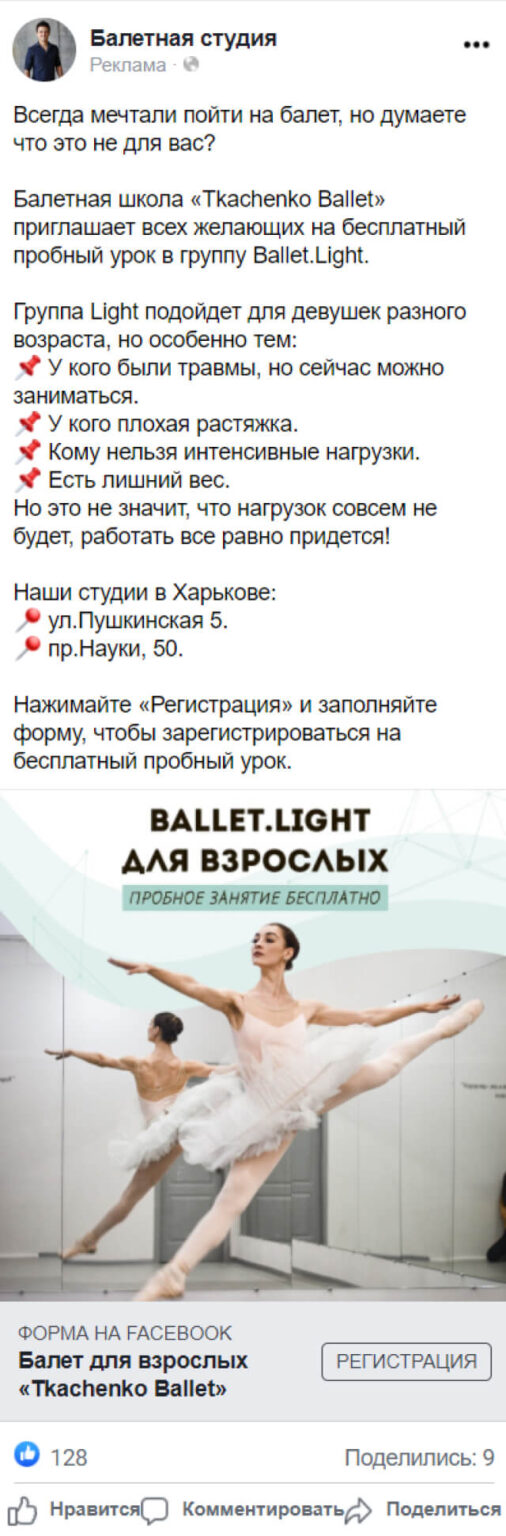 Балетная студия
Реклама ·
Всегда мечтали пойти на балет, но думаете
что это не для вас?
Балетная школа «Tkachenko Ballet»
приглашает всех желающих на бесплатный
пробный урок в группу Ballet.Light.
Группа Light подойдет для девушек разного
возраста, но особенно тем:
📌 У кого были травмы, но сейчас можно
заниматься.
📌 У кого плохая растяжка.
📌 Кому нельзя интенсивные нагрузки.
📌 Есть лишний вес.
Но это не значит, что нагрузок совсем не
будет, работать все равно придется!
Наши студии в Харькове:
📍 ул.Пушкинская 5.
📍 пр.Науки, 50.
Нажимайте «Регистрация» и заполняйте
форму, чтобы зарегистрироваться на
бесплатный пробный урок.
BALLET.LIGHT
ДЛЯ ВЗРОСЛЫХ
ПРОБНОЕ ЗАНЯТИЕ БЕСПЛАТНО
ФОРМА НА FACEBOOK
Балет для взрослых
«Tkachenko Ballet»
РЕГИСТРАЦИЯ
128
Поделились: 9
Нравится Комментировать Поделиться